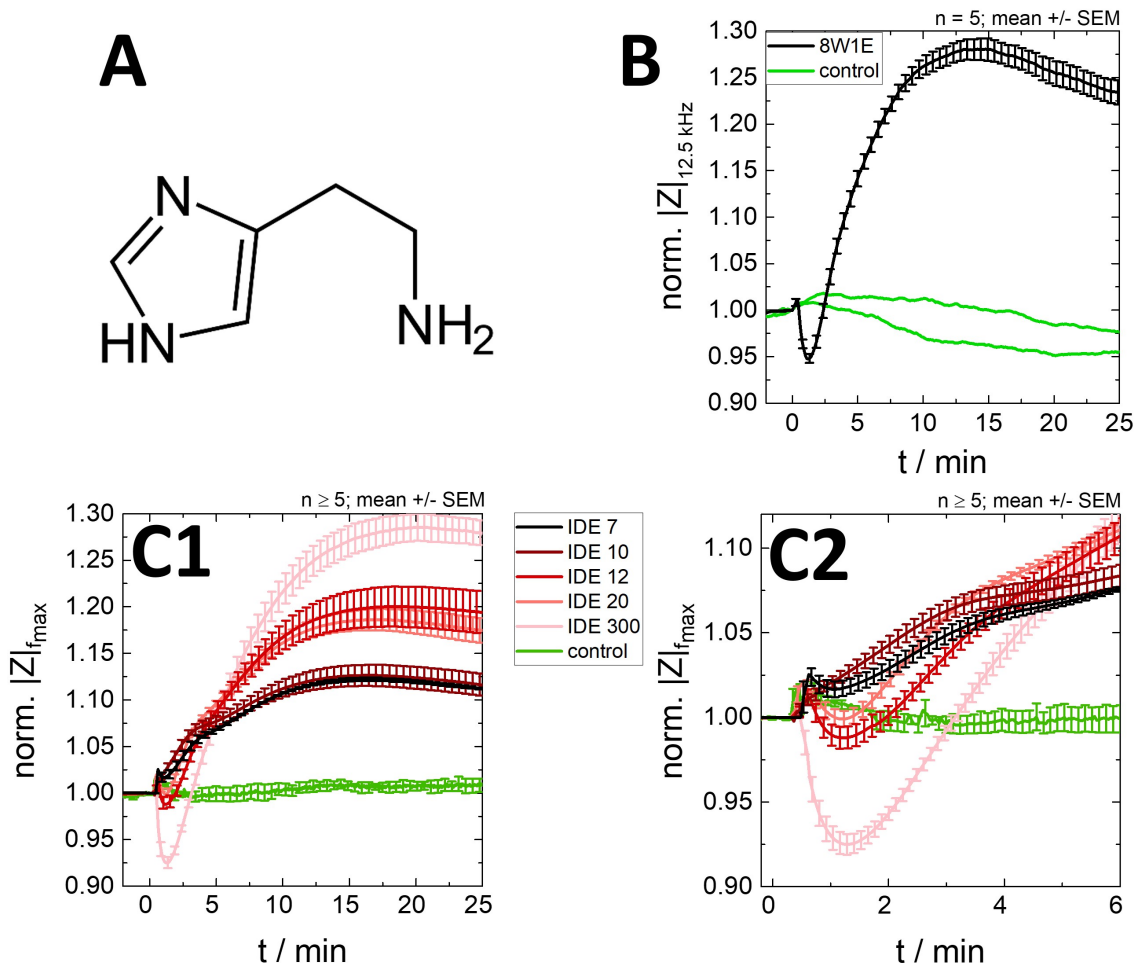 A
N
HN
NH2
B
n = 5; mean +/- SEM
8W1E
control
norm. |Z|12.5 kHz
1.30
1.25
1.20
1.15
1.10
1.05
1.00
0.95
0.90
0 5 10 15 20 25
t / min
C1
n ≥ 5; mean +/- SEM
norm. |Z|fmax
1.30
1.25
1.20
1.15
1.10
1.05
1.00
0.95
0.90
0 5 10 15 20 25
t / min
IDE 7
IDE 10
IDE 12
IDE 20
IDE 300
control
C2
n ≥ 5; mean +/- SEM
norm. |Z|fmax
1.10
1.05
1.00
0.95
0.90
0 2 4 6
t / min